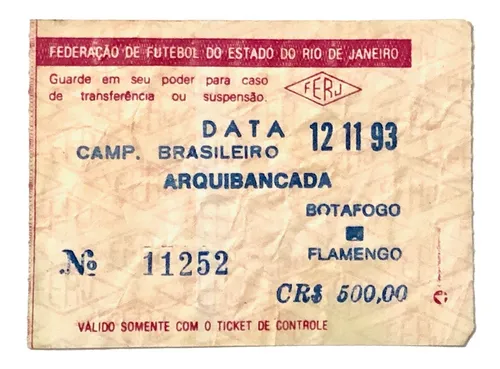 FEDERAÇÃO DE FUTEBOL DO ESTADO DO RIO DE JANEIRO
Guarde em seu poder para caso
de transferência ou suspensão.
FERJ
DATA 12 11 93
CAMP. BRASILEIRO
ARQUIBANCADA
BOTAFOGO
FLAMENGO
.No 11252
CR$ 500,00
VÁLIDO SOMENTE COM O TICKET DE CONTROLE